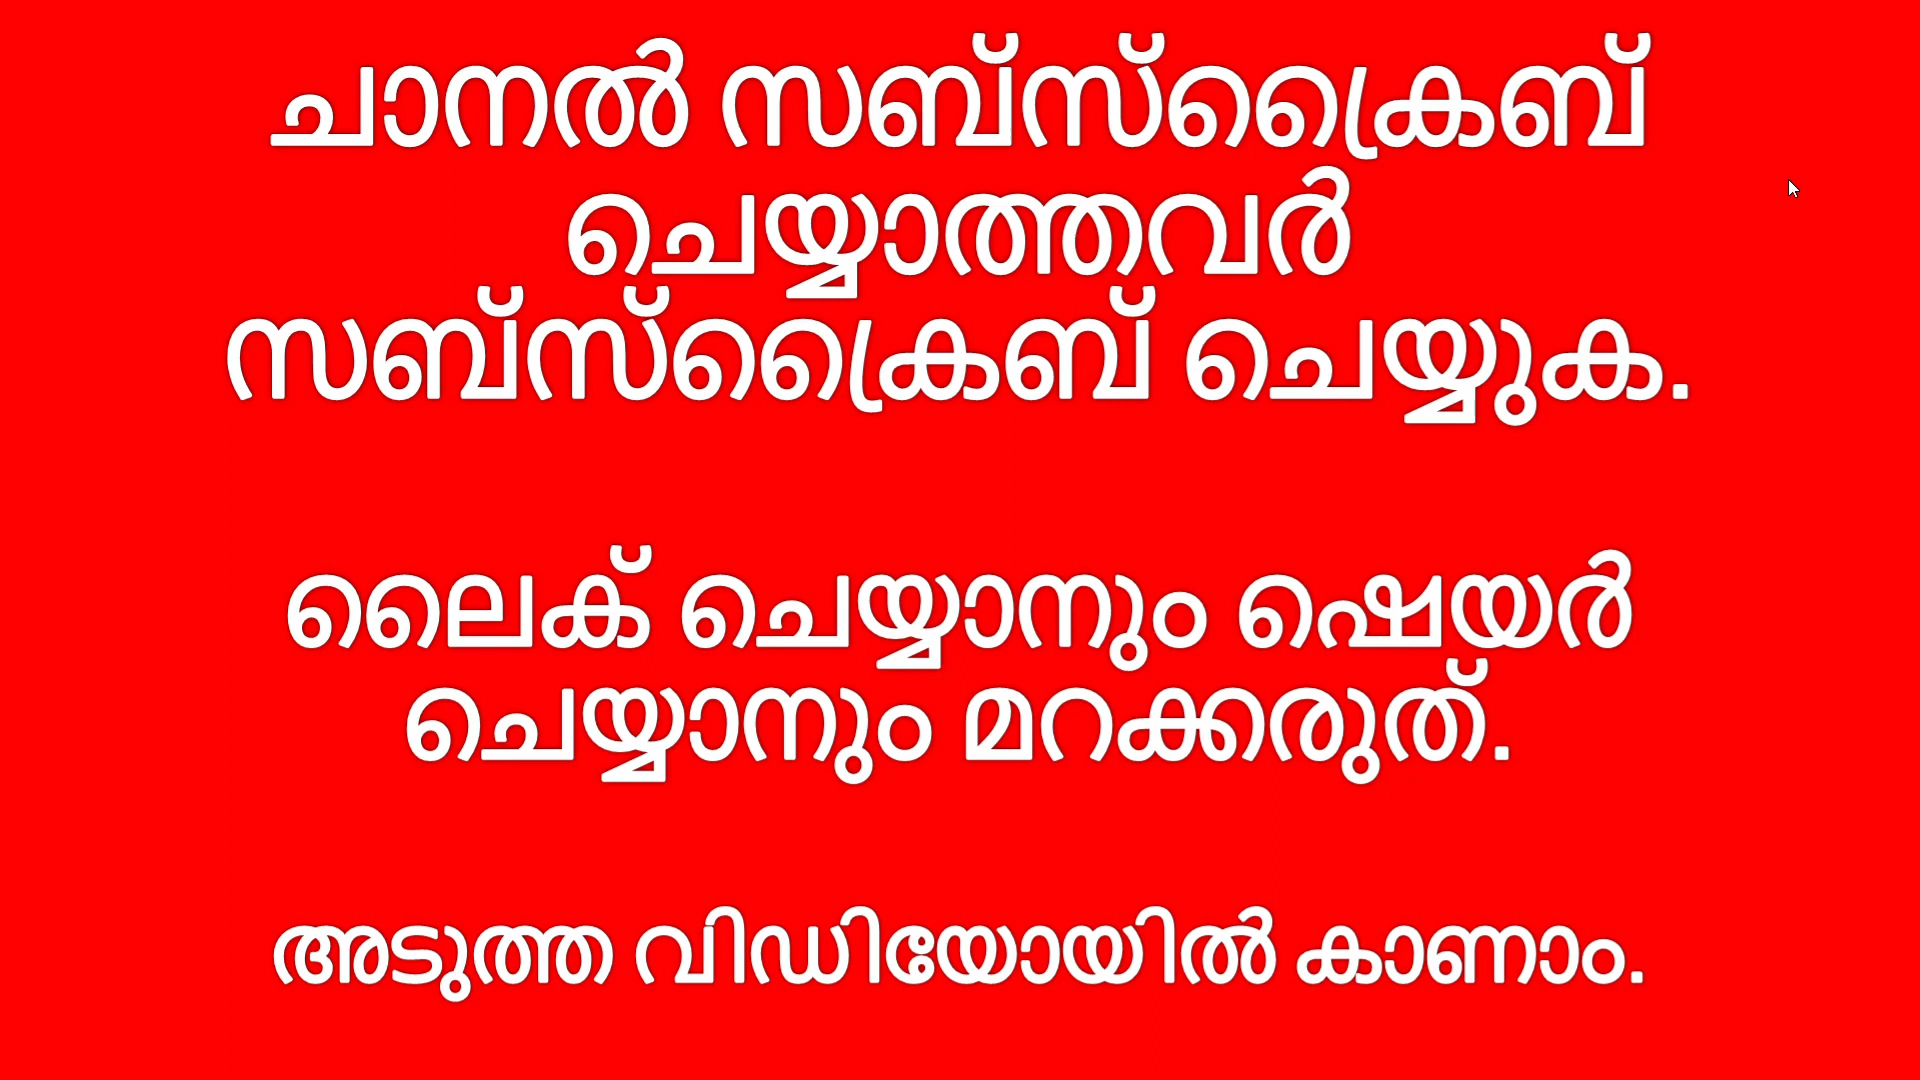 ചാനൽ സബ്സ്ക്രൈബ്
ചെയ്യാത്തവർ
സബ്സ്ക്രൈബ് ചെയ്യുക.
ലൈക് ചെയ്യാനും ഷെയർ
ചെയ്യാനും മറക്കരുത്.
അടുത്ത വിഡിയോയിൽ കാണാം.